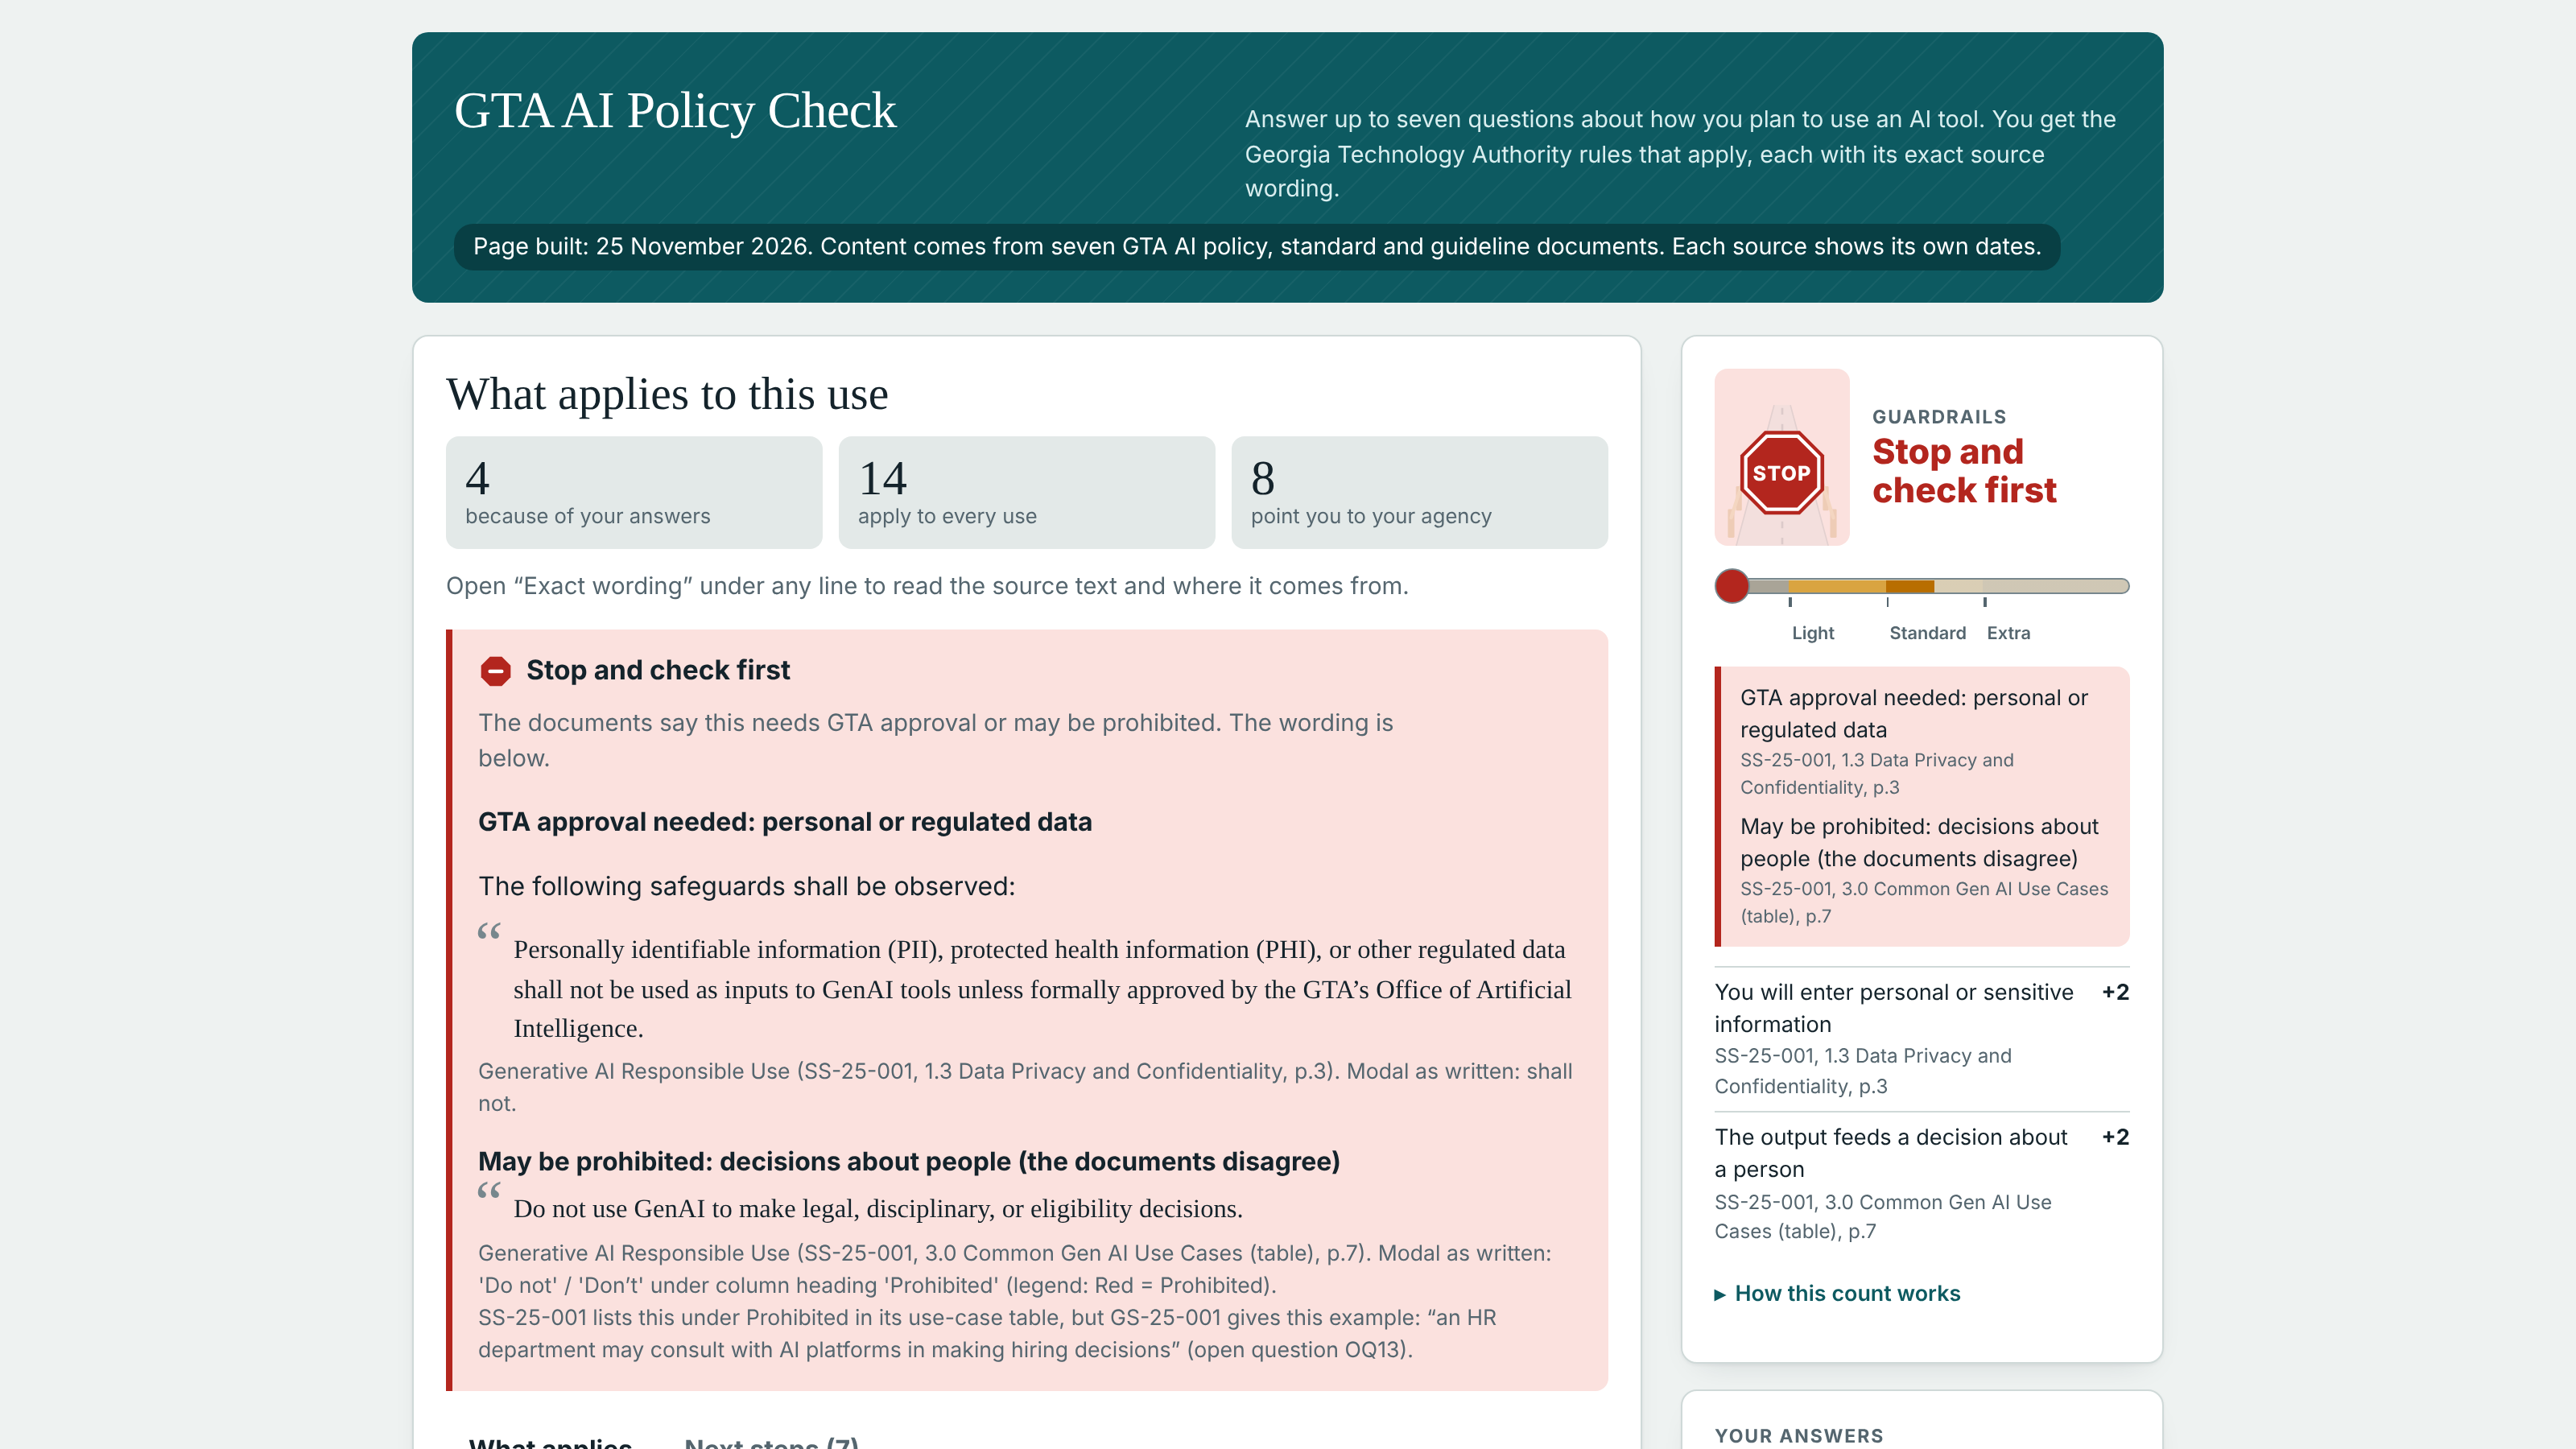 GTA AI Policy Check
Answer up to seven questions about how you plan to use an AI tool. You get the
Georgia Technology Authority rules that apply, each with its exact source
wording.
Page built: 25 November 2026. Content comes from seven GTA AI policy, standard and guideline documents. Each source shows its own dates.
What applies to this use
4
because of your answers
14
apply to every use
8
point you to your agency
Open “Exact wording” under any line to read the source text and where it comes from.
Stop and check first
The documents say this needs GTA approval or may be prohibited. The wording is
below.
GTA approval needed: personal or regulated data
The following safeguards shall be observed:
“
Personally identifiable information (PII), protected health information (PHI), or other regulated data
shall not be used as inputs to GenAI tools unless formally approved by the GTA’s Office of Artificial
Intelligence.
Generative AI Responsible Use (SS-25-001, 1.3 Data Privacy and Confidentiality, p.3). Modal as written: shall
not.
May be prohibited: decisions about people (the documents disagree)
“
Do not use GenAI to make legal, disciplinary, or eligibility decisions.
Generative AI Responsible Use (SS-25-001, 3.0 Common Gen AI Use Cases (table), p.7). Modal as written:
'Do not' / 'Don’t' under column heading 'Prohibited' (legend: Red = Prohibited).
SS-25-001 lists this under Prohibited in its use-case table, but GS-25-001 gives this example: “an HR
department may consult with AI platforms in making hiring decisions” (open question OQ13).
What applies
Next steps (7)
STOP
GUARDRAILS
Stop and
check first
Light
Standard
Extra
GTA approval needed: personal or
regulated data
SS-25-001, 1.3 Data Privacy and
Confidentiality, p.3
May be prohibited: decisions about
people (the documents disagree)
SS-25-001, 3.0 Common Gen AI Use Cases
(table), p.7
You will enter personal or sensitive +2
information
SS-25-001, 1.3 Data Privacy and
Confidentiality, p.3
The output feeds a decision about +2
a person
SS-25-001, 3.0 Common Gen AI Use
Cases (table), p.7
▸ How this count works
YOUR ANSWERS